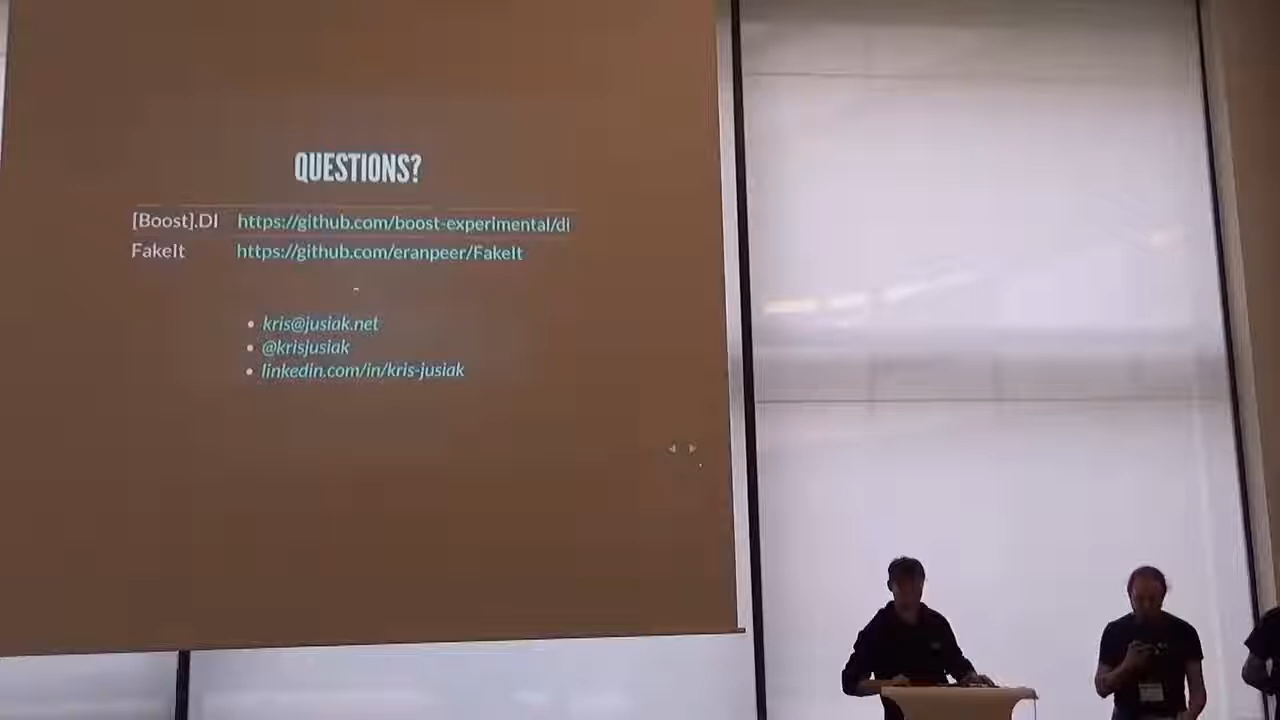 QUESTIONS?
[Boost].DI https://github.com/boost-experimental/di
FakeIt https://github.com/eranpeer/FakeIt
-
• kris@jusiak.net
• @krisjusiak
• linkedin.com/in/kris-jusiak